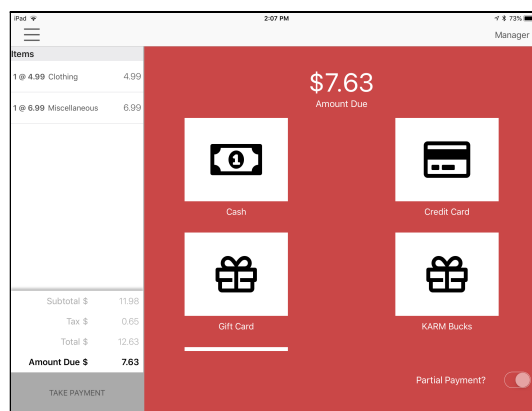 iPad 2:07 PM 73%
Manager
Items
1 @ 4.99 Clothing 4.99
1 @ 6.99 Miscellaneous 6.99
$7.63
Amount Due
Cash
Credit Card
Gift Card
KARM Bucks
Subtotal $ 11.98
Tax $ 0.65
Total $ 12.63
Amount Due $ 7.63
TAKE PAYMENT
Partial Payment?